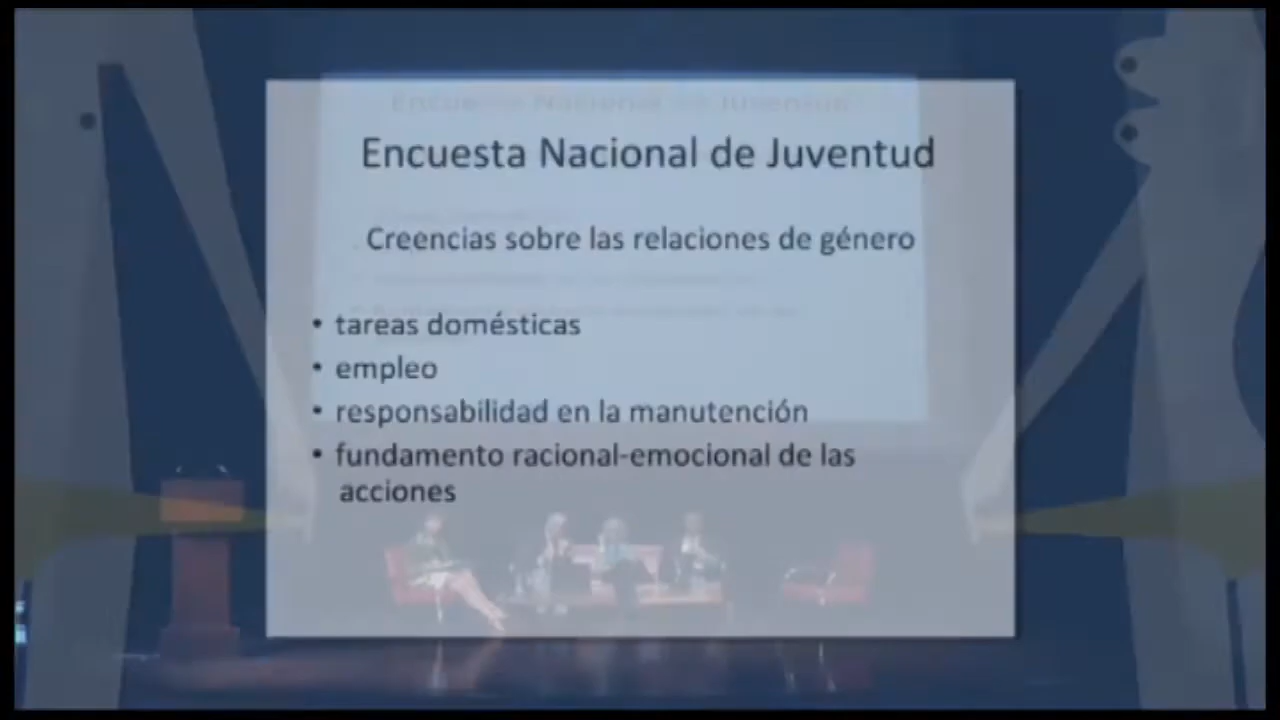 Encuesta Nacional de Juventud
Creencias sobre las relaciones de género
• tareas domésticas
• empleo
• responsabilidad en la manutención
• fundamento racional-emocional de las
acciones